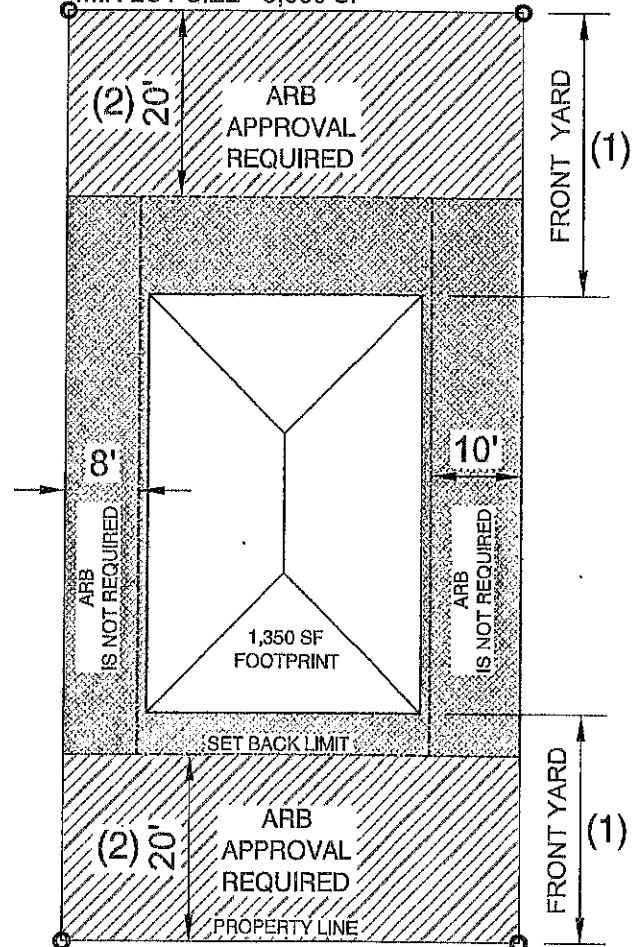 (2) 20'
ARB
APPROVAL
REQUIRED
FRONT YARD
(1)
8'
10'
ARB
IS NOT REQUIRED
ARB
IS NOT REQUIRED
1,350 SF
FOOTPRINT
SET BACK LIMIT
(2) 20'
ARB
APPROVAL
REQUIRED
FRONT YARD
(1)
PROPERTY LINE